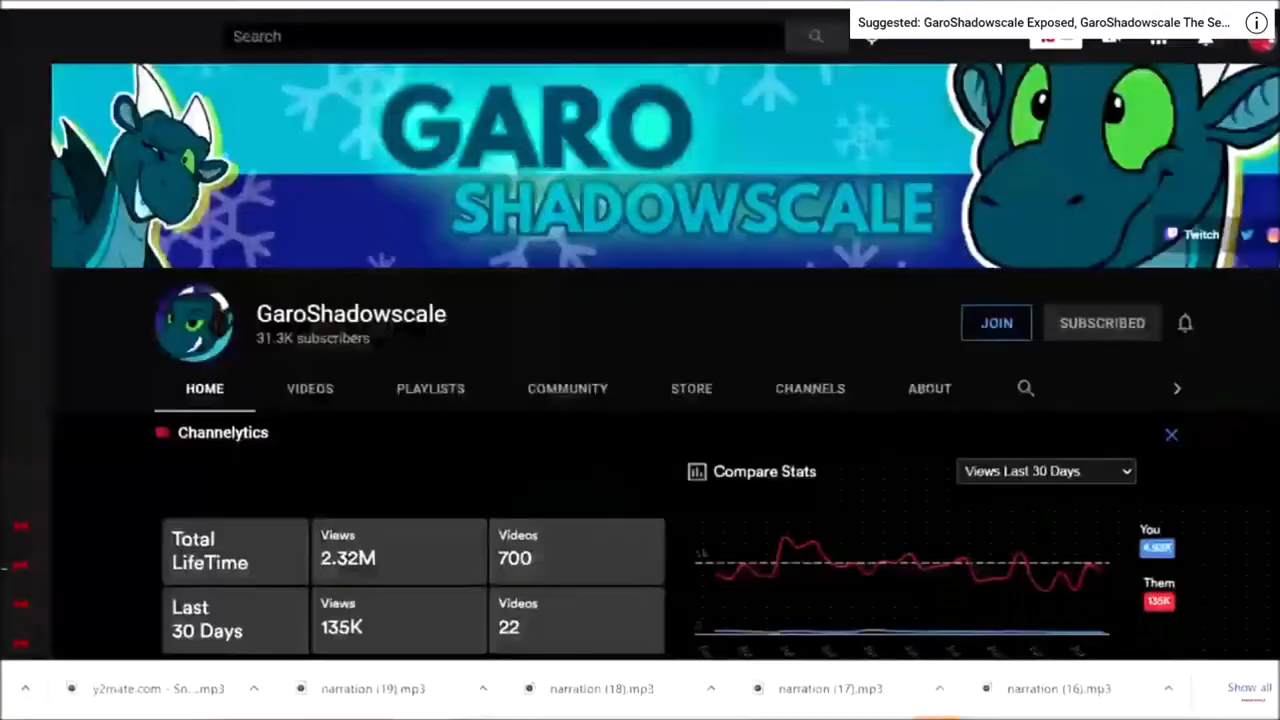 Suggested: GaroShadowscale Exposed, GaroShadowscale The Se...
Search
GARO
SHADOWSCALE
Twitch
GaroShadowscale
31.3K subscribers
JOIN
SUBSCRIBED
HOME
VIDEOS
PLAYLISTS
COMMUNITY
STORE
CHANNELS
ABOUT
Channelytics
Compare Stats
Views Last 30 Days
Total
LifeTime
Views
2.32M
Videos
700
Last
30 Days
Views
135K
Videos
22
You
Them
135K
y2mate.com - Sn....mp3
narration (19).mp3
narration (18).mp3
narration (17).mp3
narration (16).mp3
Show all